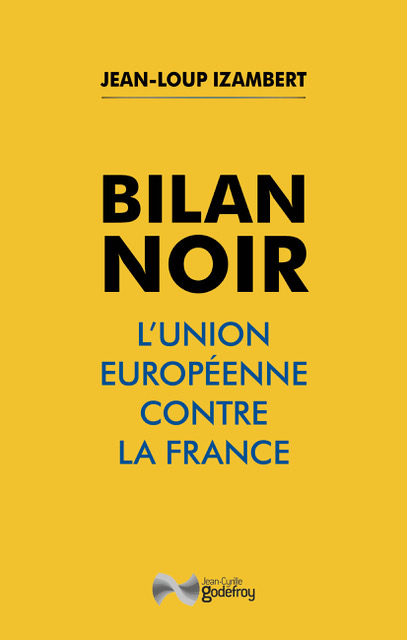 JEAN-LOUP IZAMBERT
BILAN
NOIR
L'UNION
EUROPÉENNE
CONTRE
LA FRANCE
Jean-Cyrille
godefroy